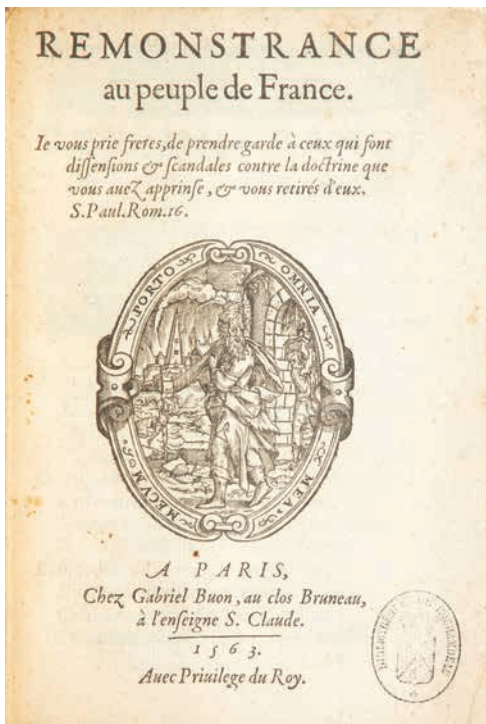 REMONSTRANCE
au peuple de France.
Ie vous prie freres, de prendre garde à ceux qui font
dissensions & scandales contre la doctrine que
vous auez apprinse, & vous retirés d'eux.
S. Paul. Rom. 16.
PORTO OMNIA
MECVM MEA
A PARIS,
Chez Gabriel Buon, au clos Bruneau,
à l'enseigne S. Claude.
1563.
Auec Priuilege du Roy.